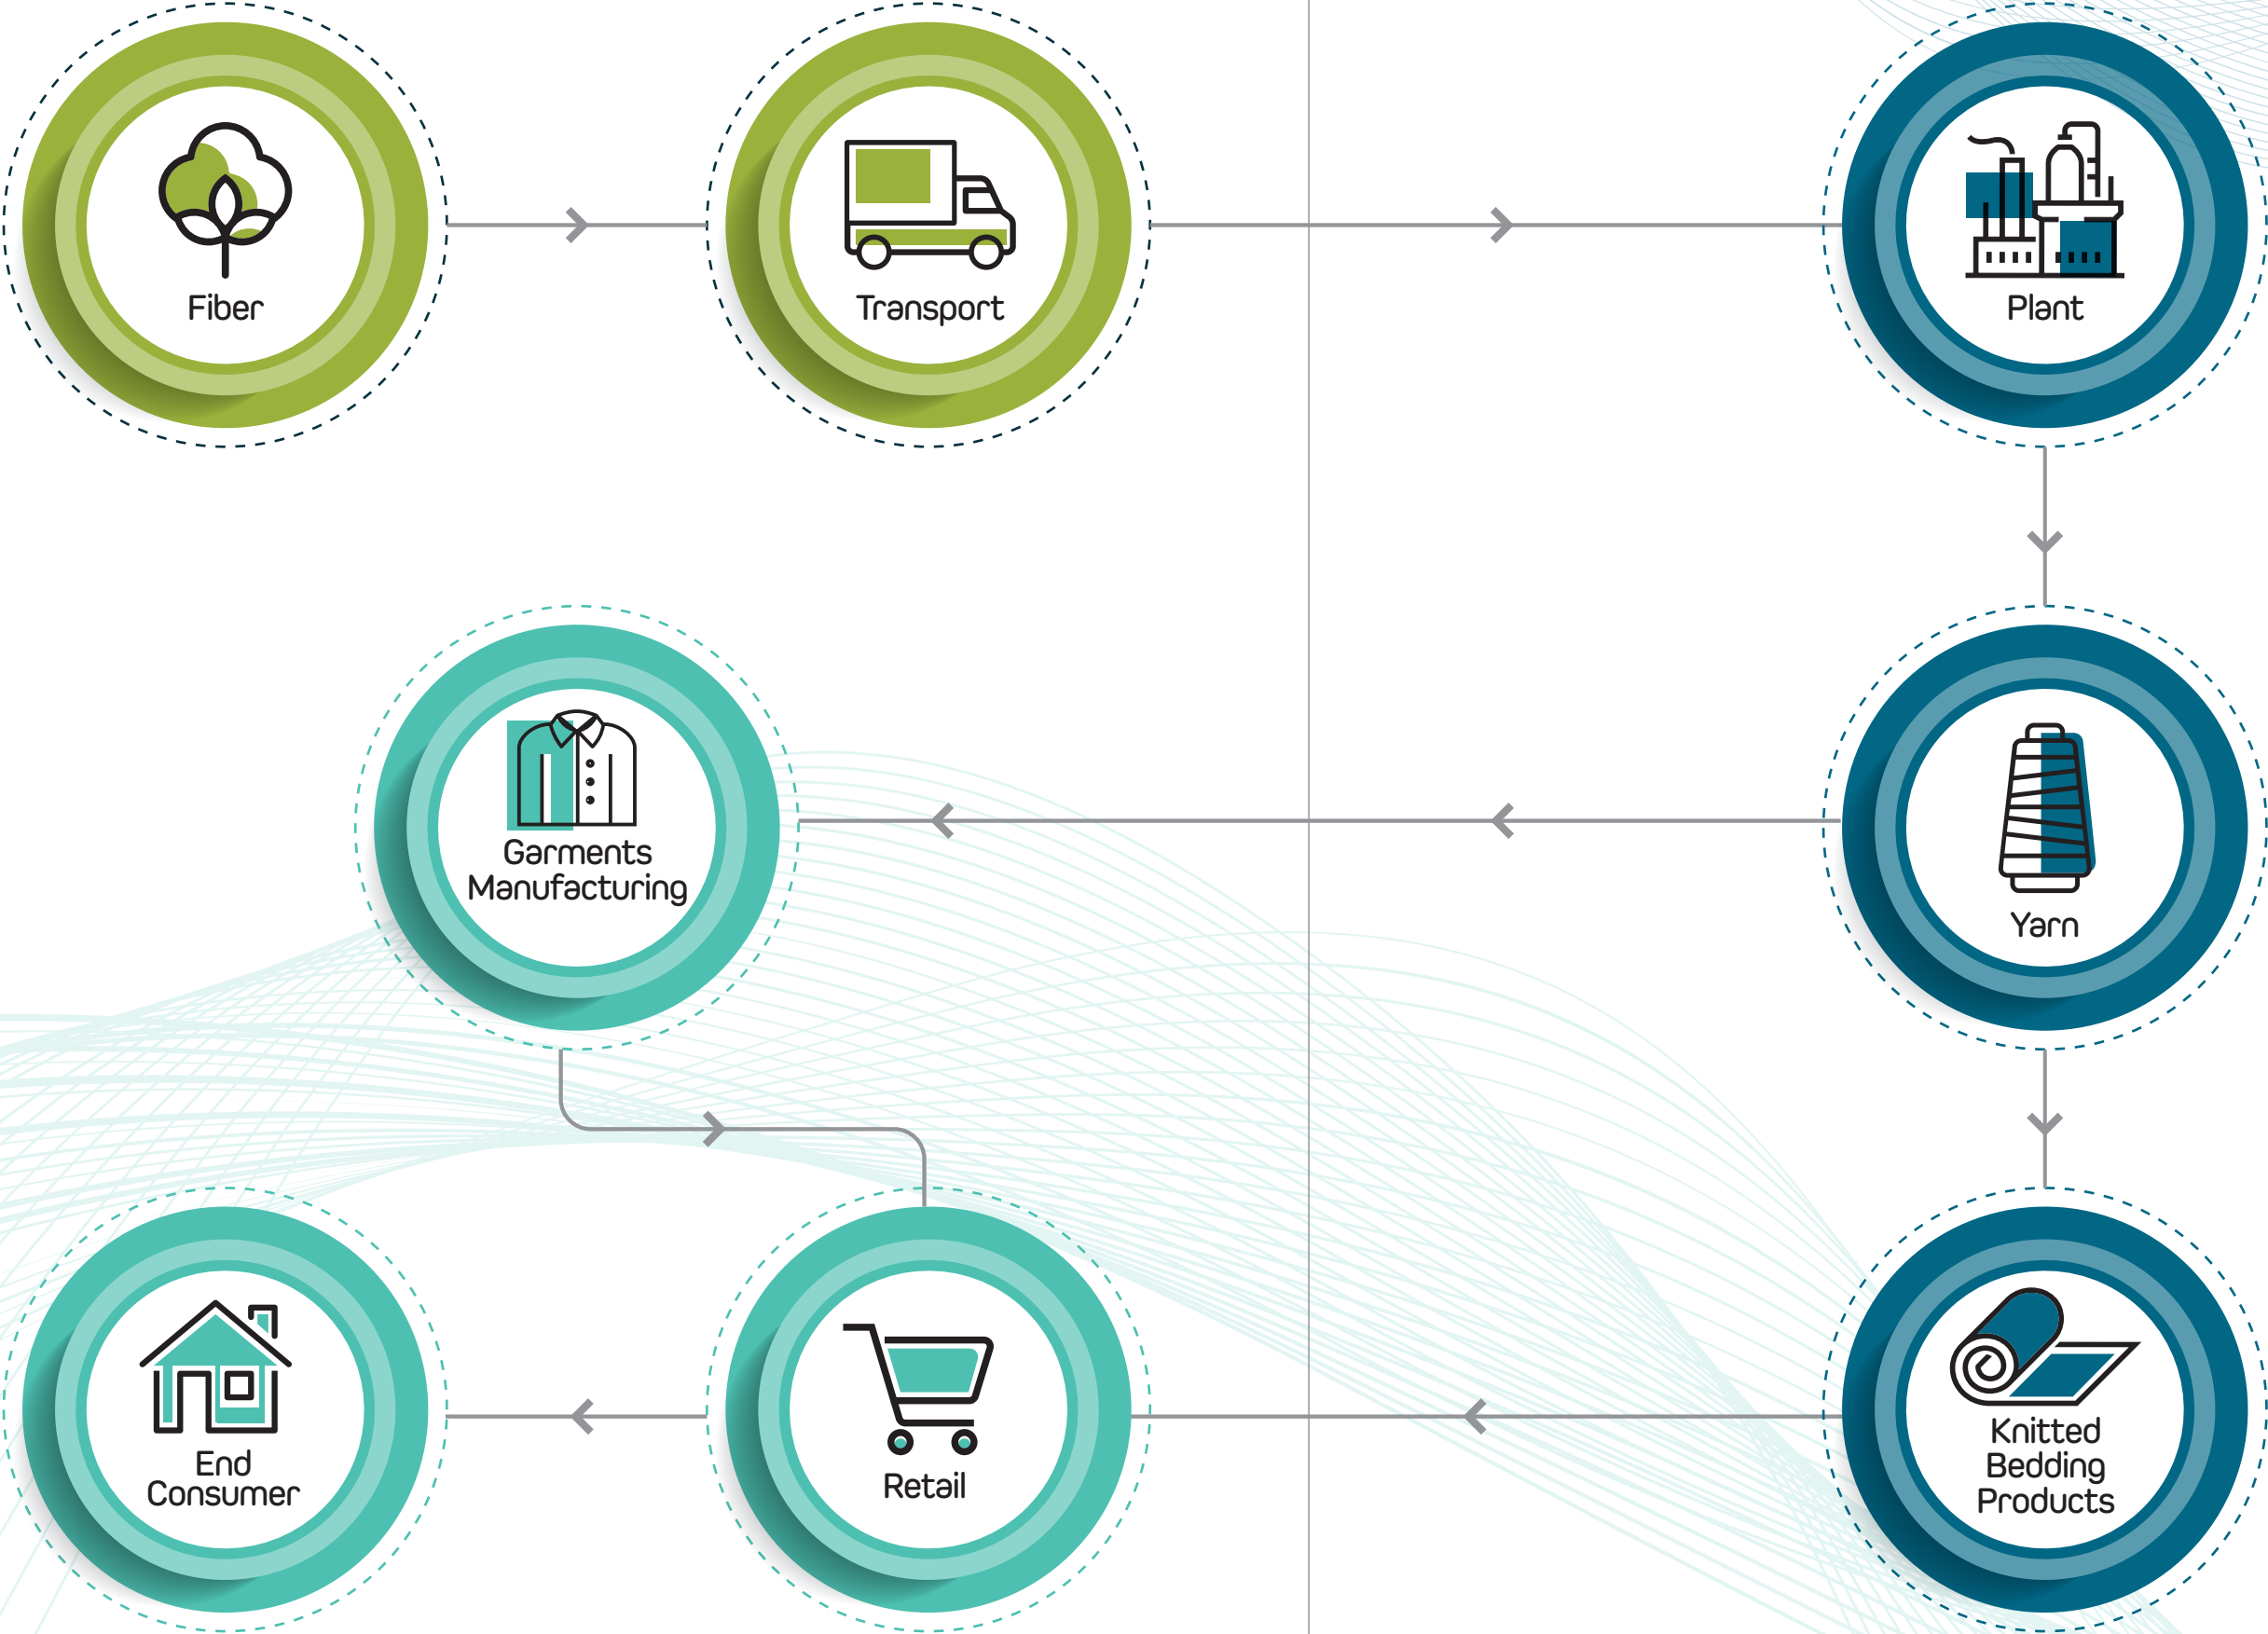 Fiber
Transport
Plant
Garments
Manufacturing
Yarn
End
Consumer
Retail
Knitted
Bedding
Products